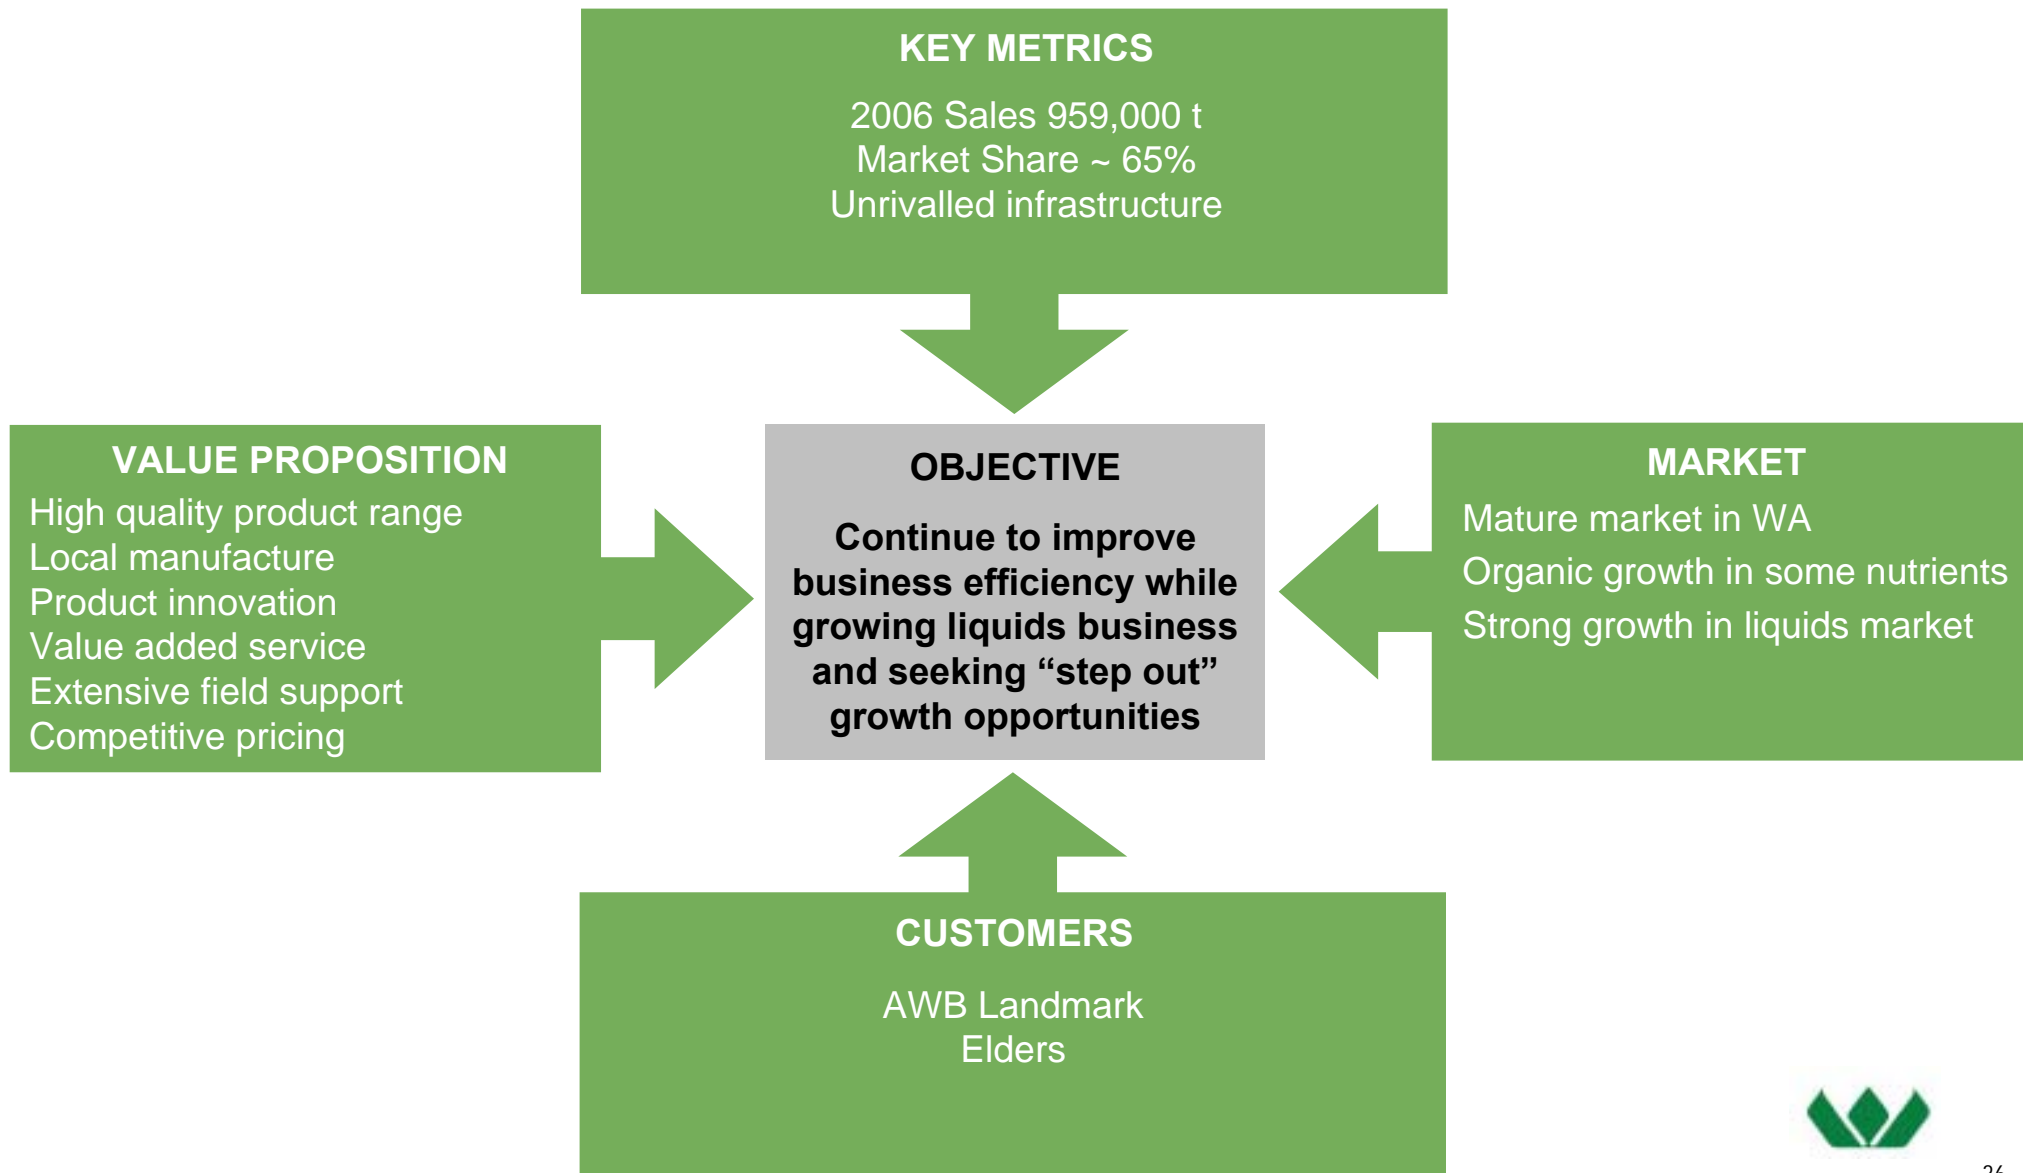 KEY METRICS
2006 Sales 959,000 t
Market Share ~ 65%
Unrivalled infrastructure
VALUE PROPOSITION
High quality product range
Local manufacture
Product innovation
Value added service
Extensive field support
Competitive pricing
OBJECTIVE
Continue to improve
business efficiency while
growing liquids business
and seeking “step out”
growth opportunities
MARKET
Mature market in WA
Organic growth in some nutrients
Strong growth in liquids market
CUSTOMERS
AWB Landmark
Elders
26